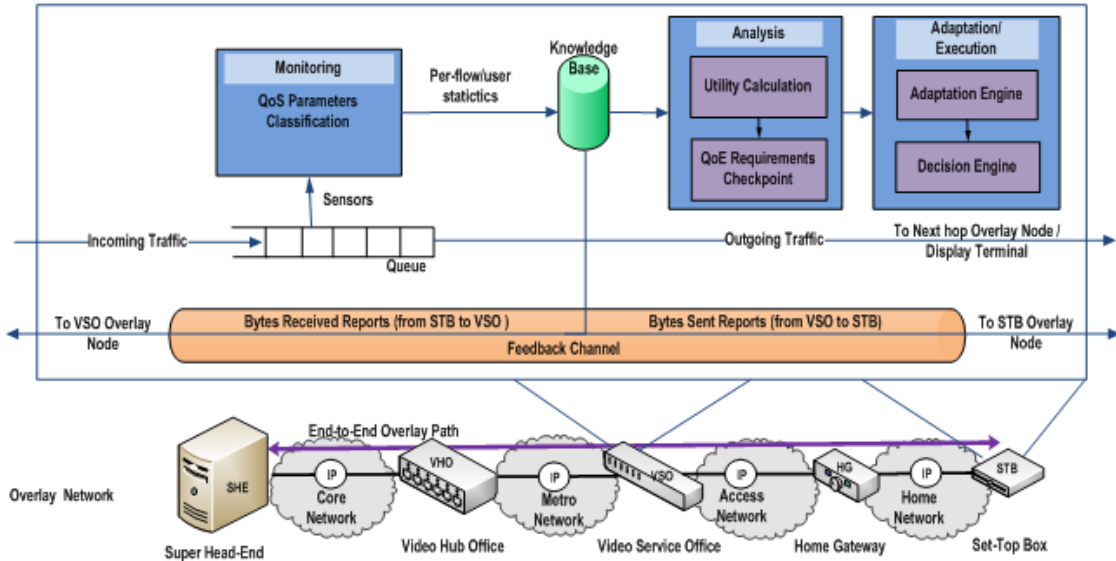 Monitoring
QoS Parameters
Classification
Per-flow/user
statictics
Knowledge
Base
Analysis
Utility Calculation
QoE Requirements
Checkpoint
Adaptation/
Execution
Adaptation Engine
Decision Engine
Sensors
Incoming Traffic
Queue
Outgoing Traffic
To Next hop Overlay Node /
Display Terminal
To VSO Overlay
Node
Bytes Received Reports (from STB to VSO )
Bytes Sent Reports (from VSO to STB)
Feedback Channel
To STB Overlay
Node
End-to-End Overlay Path
Overlay Network
SHE
IP
Core
Network
VHO
IP
Metro
Network
VSO
IP
Access
Network
HG
IP
Home
Network
STB
Super Head-End
Video Hub Office
Video Service Office
Home Gateway
Set-Top Box